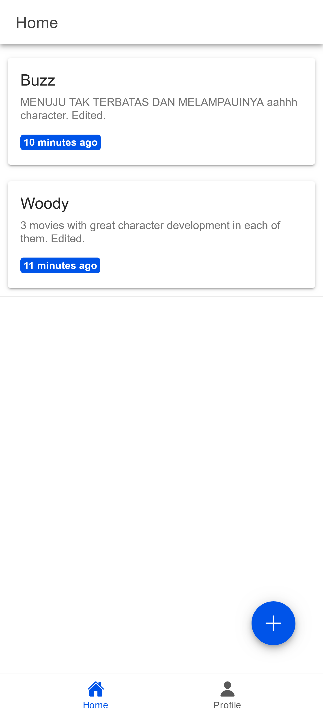 Home
Buzz
MENUJU TAK TERBATAS DAN MELAMPAUINYA aahhh
character. Edited.
10 minutes ago
Woody
3 movies with great character development in each of
them. Edited.
11 minutes ago
Home
Profile